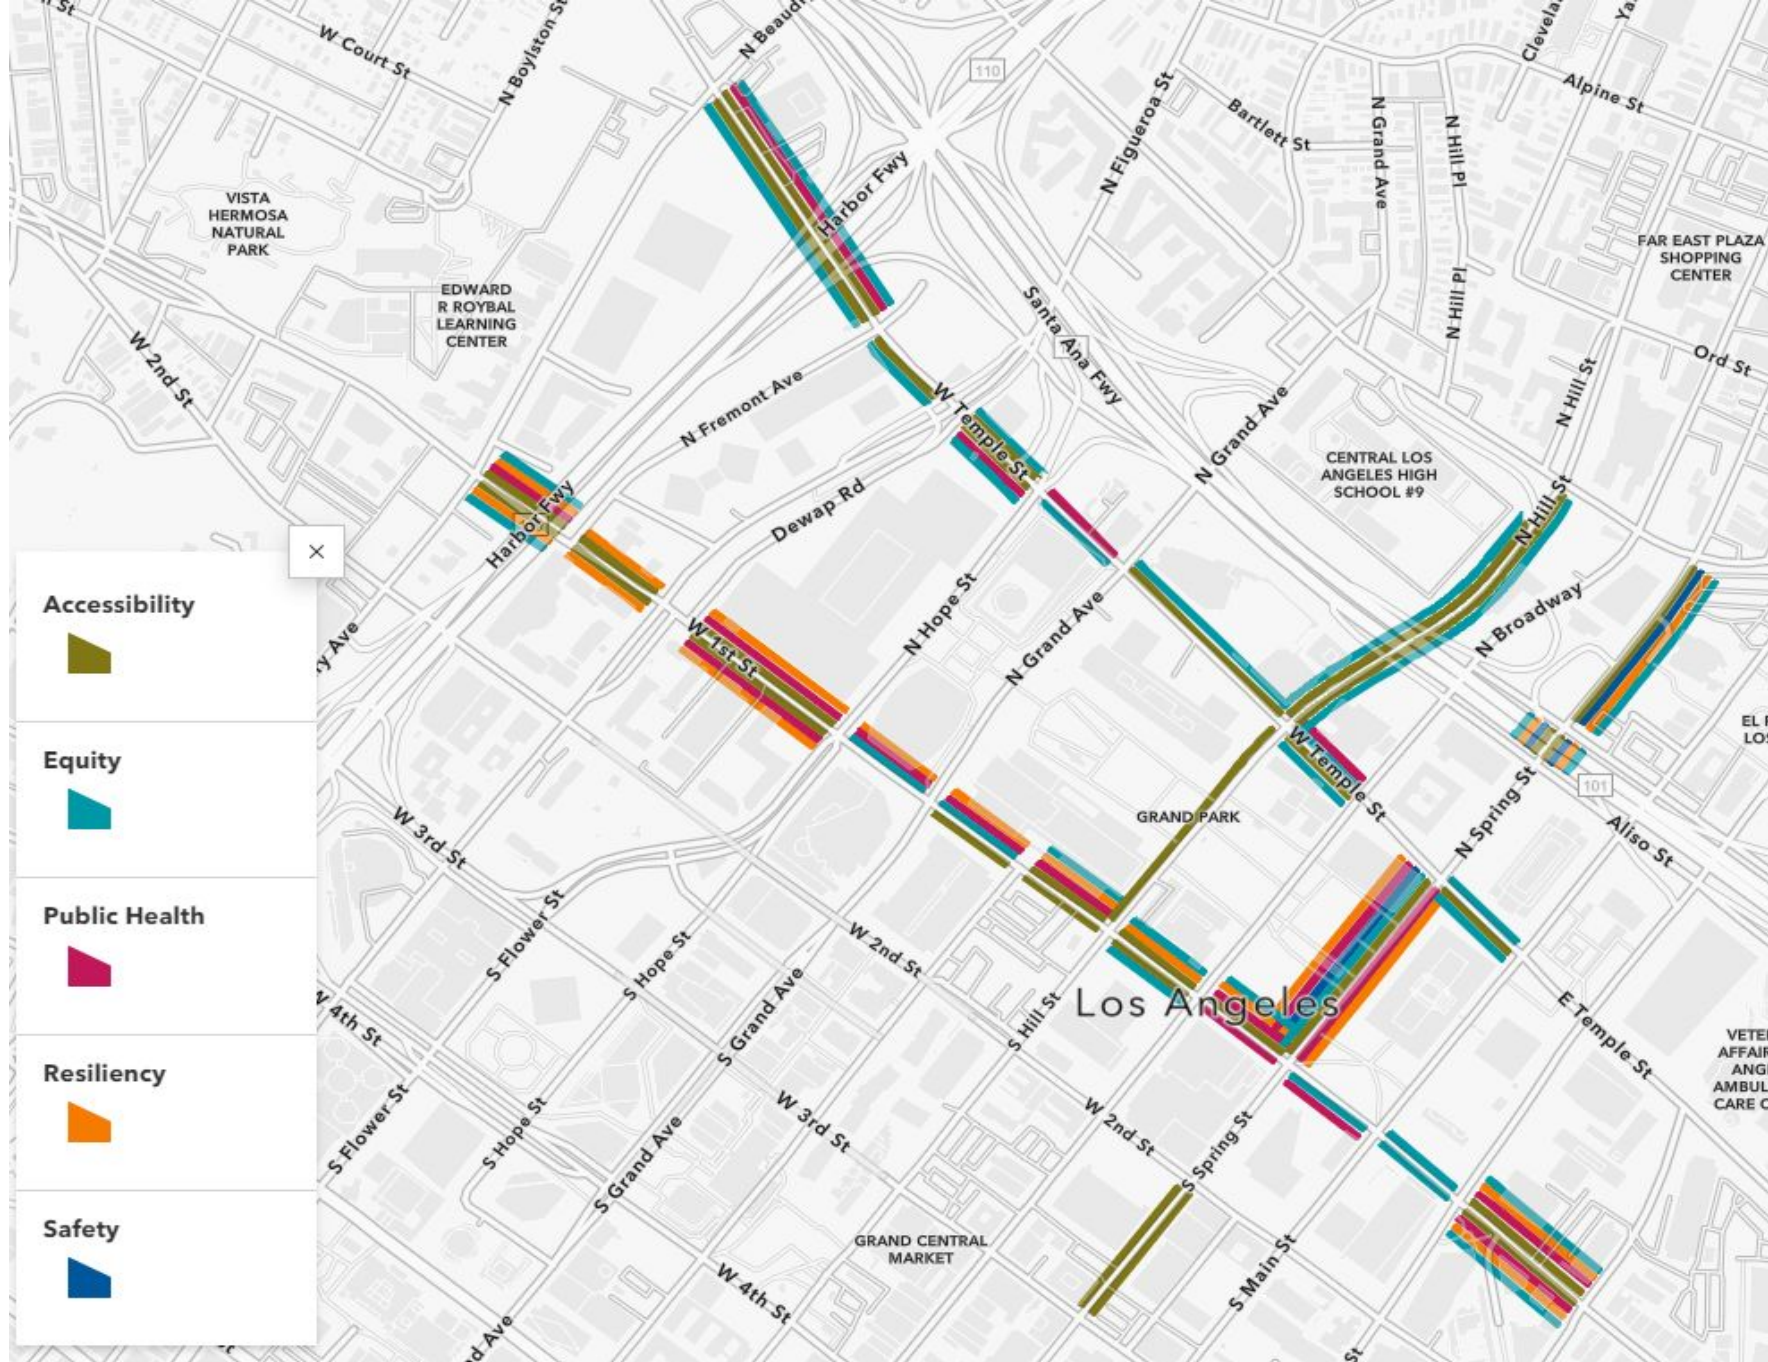 W Court St
N Boylston St
110
N Figueroa St
Bartlett St
N Grand Ave
N Hill Pl
Alpine St
VISTA
HERMOSA
NATURAL
PARK
Harbor Fwy
FAR EAST PLAZA
SHOPPING
CENTER
EDWARD
R ROYBAL
LEARNING
CENTER
Santa Ana Fwy
N Hill Pl
W 2nd St
N Fremont Ave
W Temple St
N Grand Ave
N Hill St
Ord St
CENTRAL LOS
ANGELES HIGH
SCHOOL #9
Dewap Rd
Harbor Fwy
N Hill St
N Hope St
N Grand Ave
N Broadway
W 1st St
W Temple St
GRAND PARK
N Spring St
101
Aliso St
W 3rd St
S Flower St
S Hope St
W 2nd St
Los Angeles
S Hill St
S Grand Ave
E Temple St
W 4th St
S Flower St
S Hope St
S Grand Ave
W 3rd St
W 2nd St
S Spring St
GRAND CENTRAL
MARKET
W 4th St
S Main St
Accessibility
Equity
Public Health
Resiliency
Safety